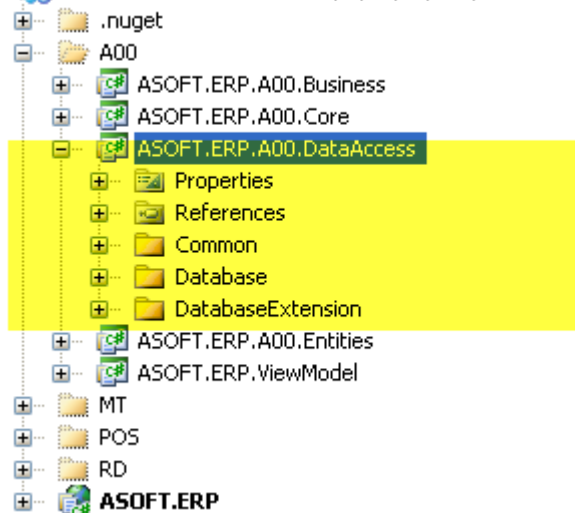 .nuget
A00
ASOFT.ERP.A00.Business
ASOFT.ERP.A00.Core
ASOFT.ERP.A00.DataAccess
Properties
References
Common
Database
DatabaseExtension
ASOFT.ERP.A00.Entities
ASOFT.ERP.ViewModel
MT
POS
RD
ASOFT.ERP